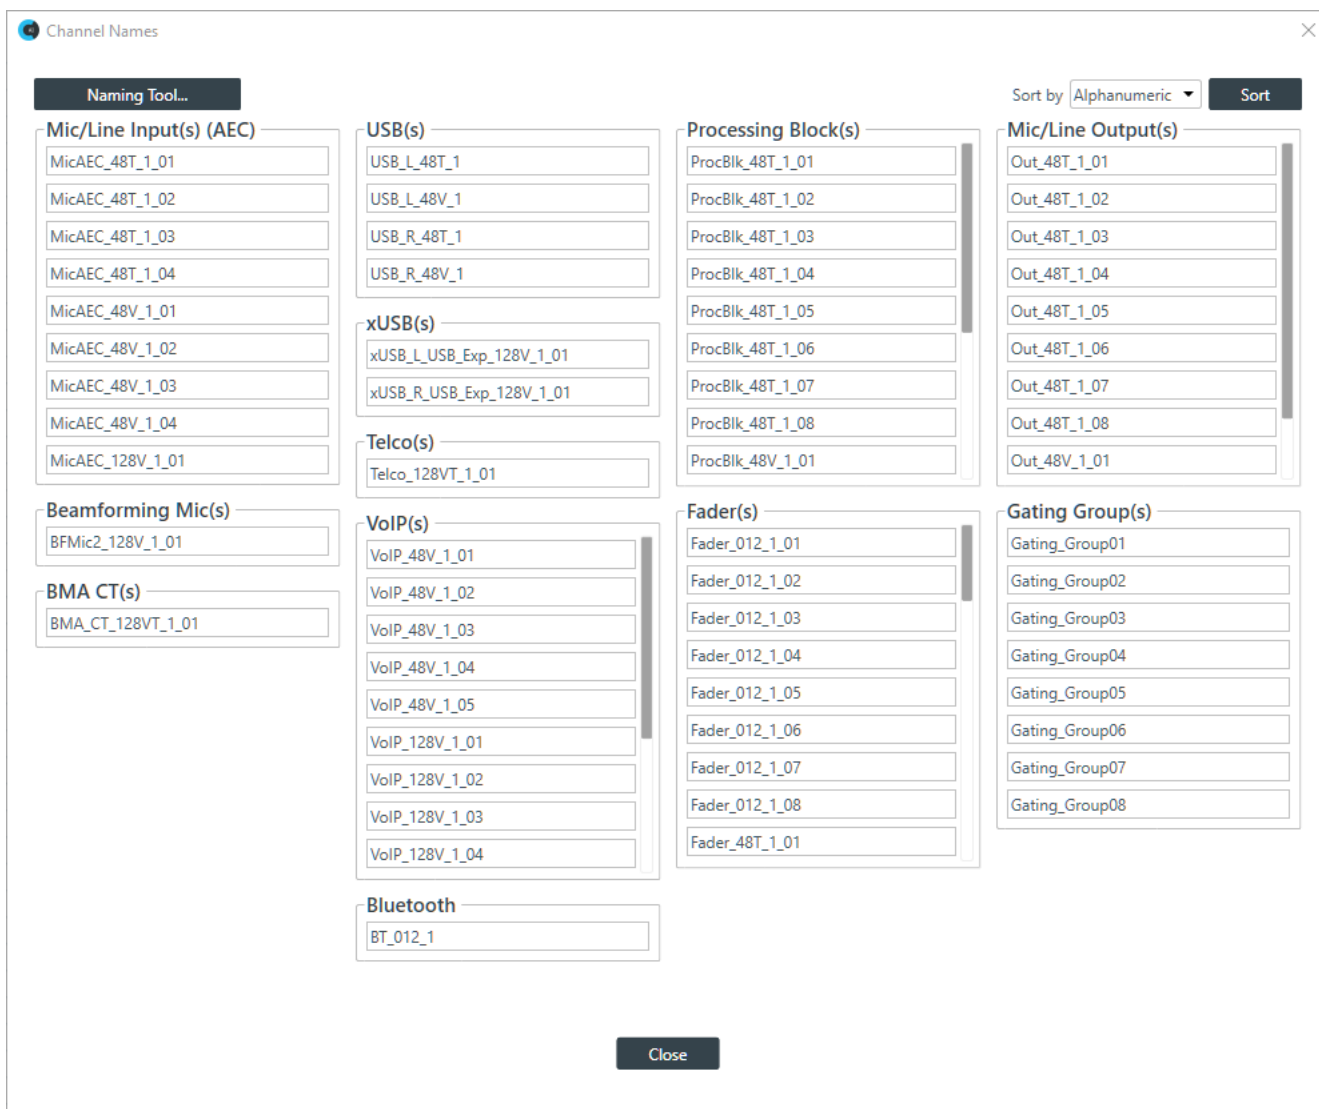 Channel Names
Naming Tool...
Sort by Alphanumeric Sort
Mic/Line Input(s) (AEC)
MicAEC_48T_1_01
MicAEC_48T_1_02
MicAEC_48T_1_03
MicAEC_48T_1_04
MicAEC_48V_1_01
MicAEC_48V_1_02
MicAEC_48V_1_03
MicAEC_48V_1_04
MicAEC_128V_1_01
Beamforming Mic(s)
BFMic2_128V_1_01
BMA CT(s)
BMA_CT_128VT_1_01
USB(s)
USB_L_48T_1
USB_L_48V_1
USB_R_48T_1
USB_R_48V_1
xUSB(s)
xUSB_L_USB_Exp_128V_1_01
xUSB_R_USB_Exp_128V_1_01
Telco(s)
Telco_128VT_1_01
VoIP(s)
VoIP_48V_1_01
VoIP_48V_1_02
VoIP_48V_1_03
VoIP_48V_1_04
VoIP_48V_1_05
VoIP_128V_1_01
VoIP_128V_1_02
VoIP_128V_1_03
VoIP_128V_1_04
Bluetooth
BT_012_1
Processing Block(s)
ProcBlk_48T_1_01
ProcBlk_48T_1_02
ProcBlk_48T_1_03
ProcBlk_48T_1_04
ProcBlk_48T_1_05
ProcBlk_48T_1_06
ProcBlk_48T_1_07
ProcBlk_48T_1_08
ProcBlk_48V_1_01
Fader(s)
Fader_012_1_01
Fader_012_1_02
Fader_012_1_03
Fader_012_1_04
Fader_012_1_05
Fader_012_1_06
Fader_012_1_07
Fader_012_1_08
Fader_48T_1_01
Mic/Line Output(s)
Out_48T_1_01
Out_48T_1_02
Out_48T_1_03
Out_48T_1_04
Out_48T_1_05
Out_48T_1_06
Out_48T_1_07
Out_48T_1_08
Out_48V_1_01
Gating Group(s)
Gating_Group01
Gating_Group02
Gating_Group03
Gating_Group04
Gating_Group05
Gating_Group06
Gating_Group07
Gating_Group08
Close